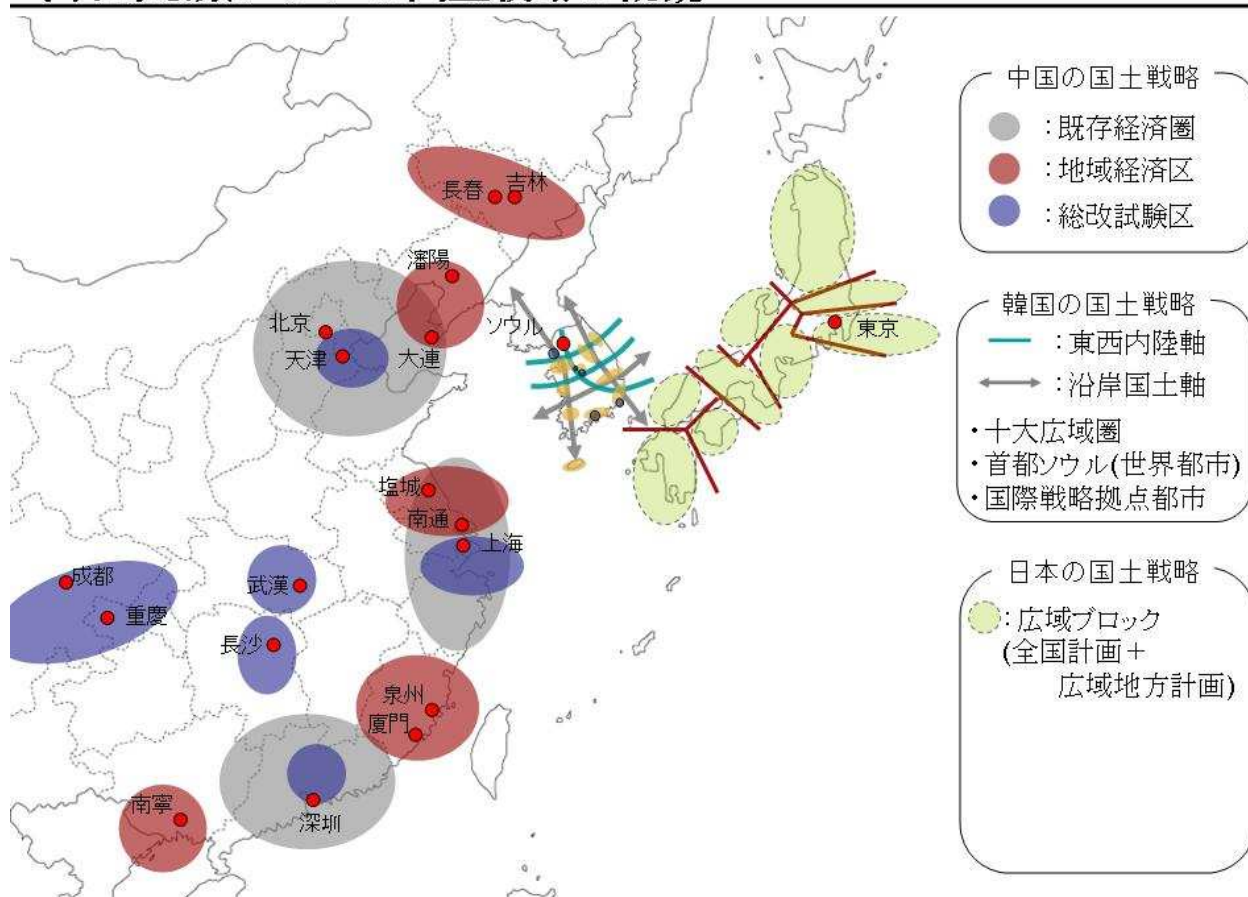 長春
吉林
瀋陽
北京
天津
大連
ソウル
東京
塩城
南通
上海
成都
重慶
武漢
長沙
泉州
厦門
南寧
深圳
中国の国土戦略
：既存経済圏
：地域経済区
：総改試験区
韓国の国土戦略
：東西内陸軸
：沿岸国土軸
・十大広域圏
・首都ソウル(世界都市)
・国際戦略拠点都市
日本の国土戦略
：広域ブロック
(全国計画＋
広域地方計画)